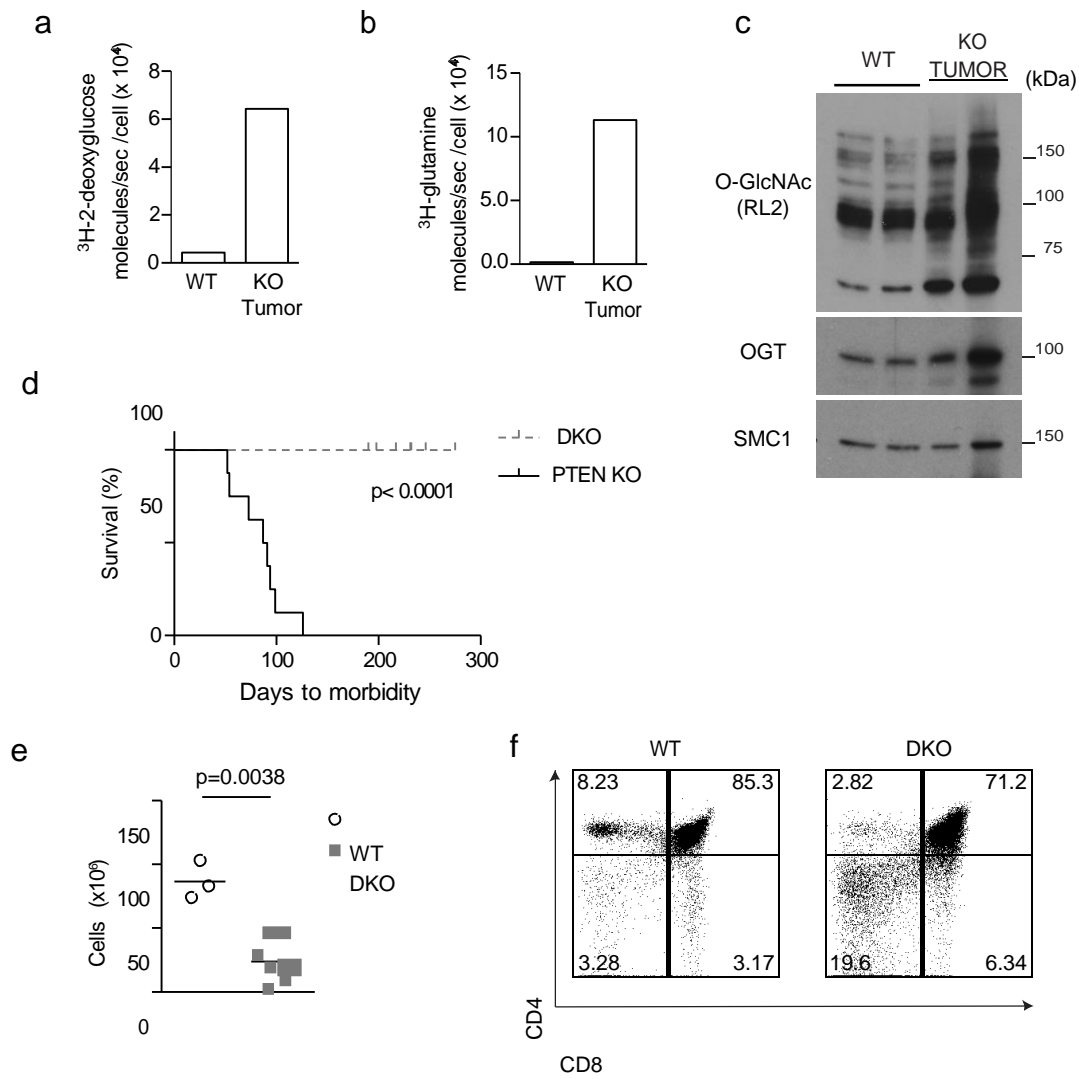 a
³H-2-deoxyglucose
molecules/sec /cell (x 10⁴)
8
6
4
2
0
WT
KO
Tumor
b
³H-glutamine
molecules/sec /cell (x 10⁴)
15
10
5.0
0.0
WT
KO
Tumor
c
WT
KO
TUMOR
(kDa)
O-GlcNAc
(RL2)
150
100
75
OGT
100
SMC1
150
d
Survival (%)
100
50
0
0
100
200
300
Days to morbidity
p< 0.0001
DKO
PTEN KO
e
p=0.0038
Cells (x10⁶)
150
100
50
0
WT
DKO
f
WT
DKO
8.23
85.3
3.28
3.17
2.82
71.2
19.6
6.34
CD4
CD8